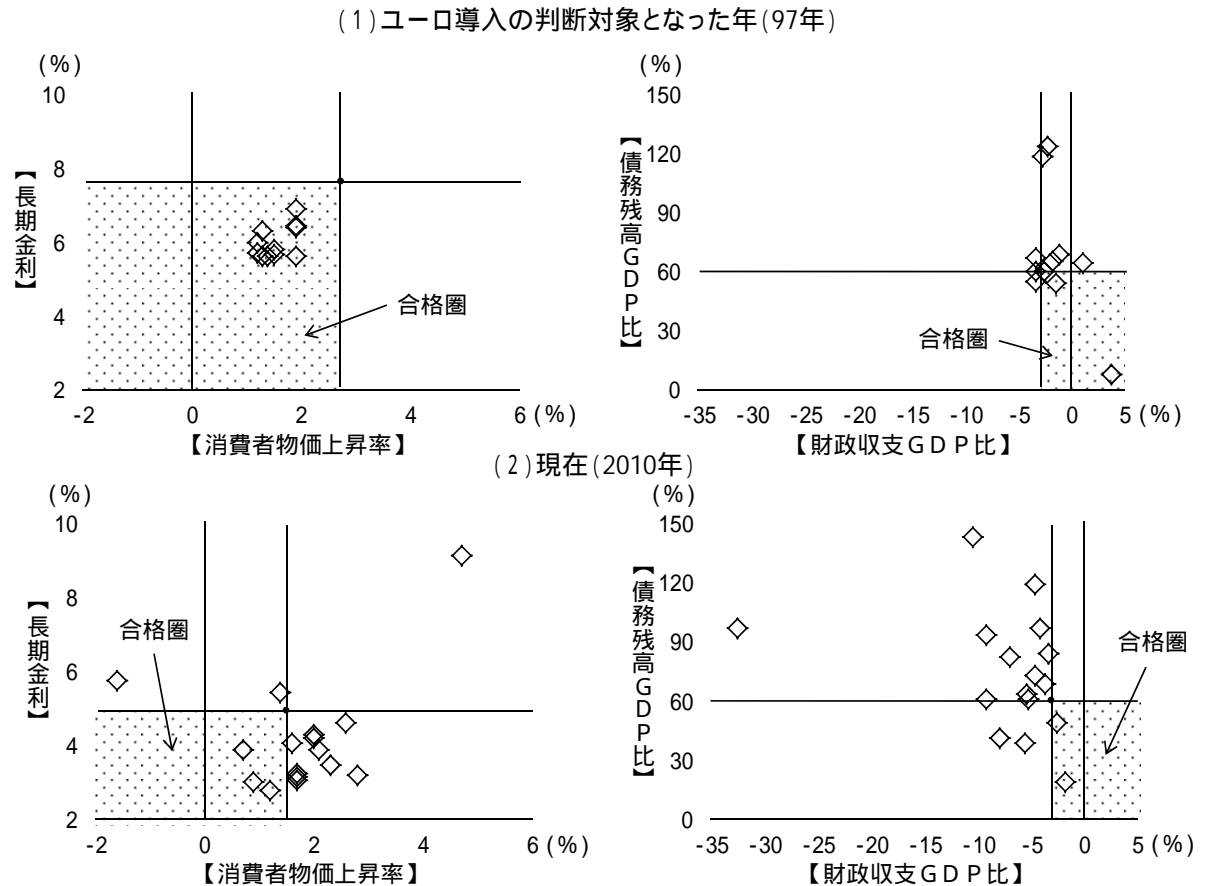 (1)ユーロ導入の判断対象となった年(97年)
(%)
10
8
6
4
2
-2 0 2 4 6 (%)
【長期金利】
合格圏
【消費者物価上昇率】
(%)
150
120
90
60
30
0
-35 -30 -25 -20 -15 -10 -5 0 5 (%)
【債務残高GDP比】
合格圏
【財政収支GDP比】
(2)現在(2010年)
(%)
10
8
6
4
2
-2 0 2 4 6 (%)
【長期金利】
合格圏
【消費者物価上昇率】
(%)
150
120
90
60
30
0
-35 -30 -25 -20 -15 -10 -5 0 5 (%)
【債務残高GDP比】
合格圏
【財政収支GDP比】